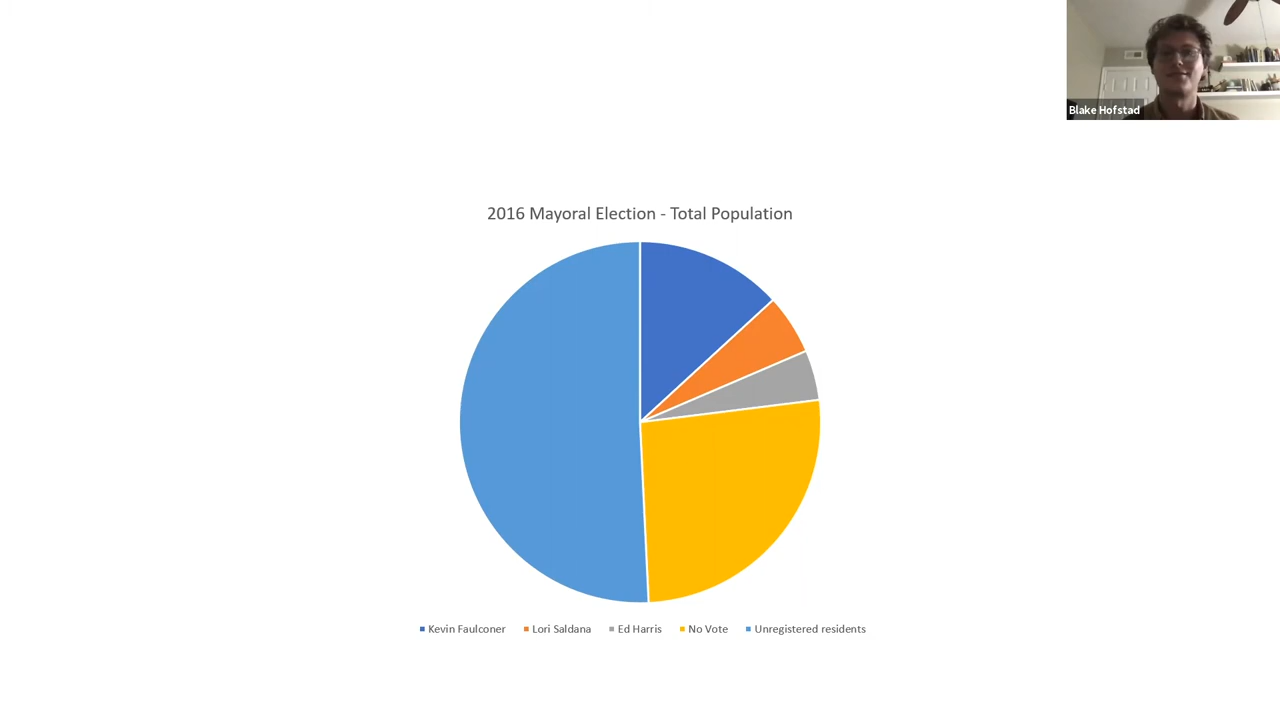 Blake Hofstad
2016 Mayoral Election - Total Population
Kevin Faulconer Lori Saldana Ed Harris No Vote Unregistered residents